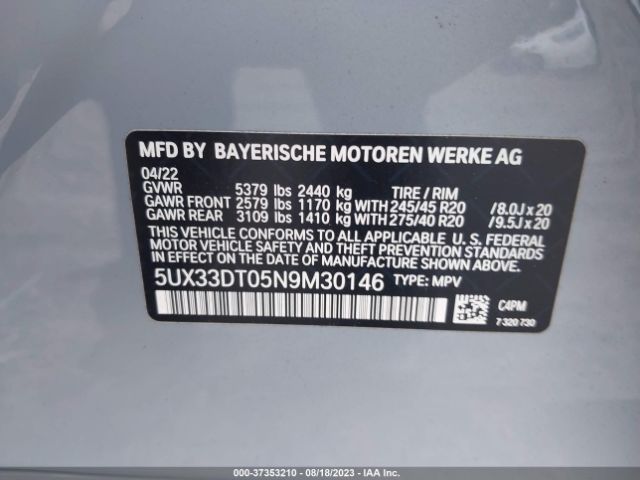 MFD BY BAYERISCHE MOTOREN WERKE AG
04/22
GVWR 5379 lbs 2440 kg TIRE / RIM
GAWR FRONT 2579 lbs 1170 kg WITH 245/45 R20 /8.0J x 20
GAWR REAR 3109 lbs 1410 kg WITH 275/40 R20 /9.5J x 20
THIS VEHICLE CONFORMS TO ALL APPLICABLE U. S. FEDERAL
MOTOR VEHICLE SAFETY AND THEFT PREVENTION STANDARDS
IN EFFECT ON THE DATE OF MANUFACTURE SHOWN ABOVE.
5UX33DT05N9M30146 TYPE: MPV
C4PM
7 320 730
000-37353210 - 08/18/2023 - IAAI.CA